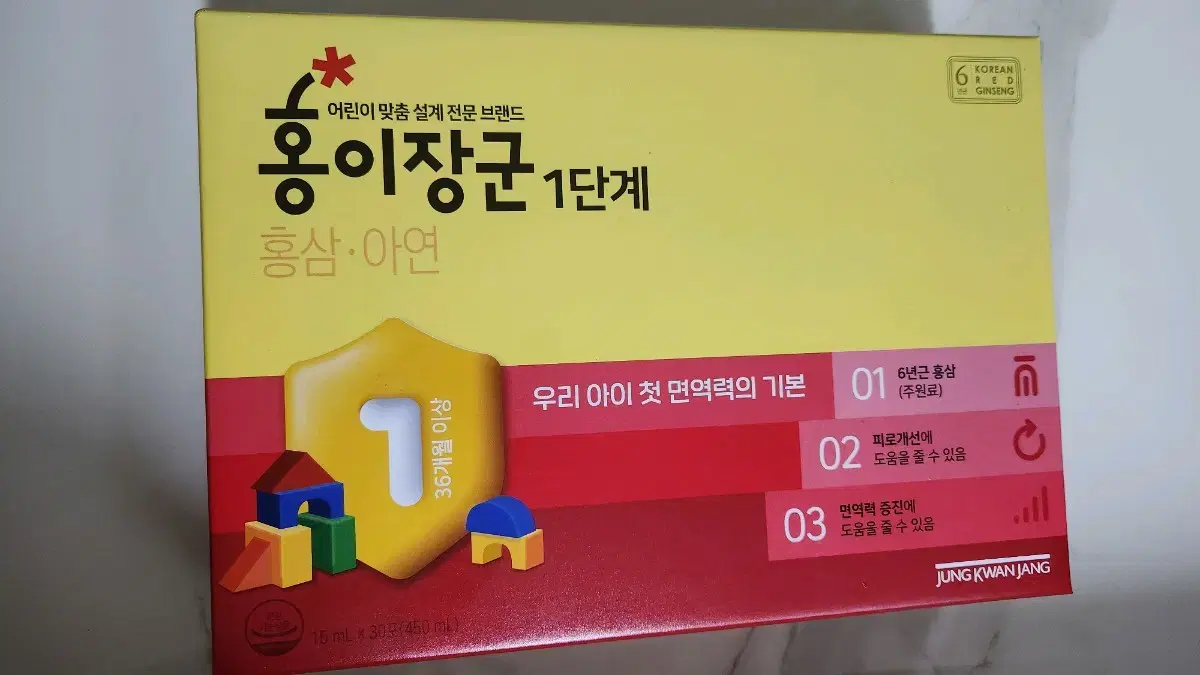 어린이 맞춤 설계 전문 브랜드
홍이장군 1단계
홍삼·아연
6년근
KOREAN
RED
GINSENG
1
36개월 이상
우리 아이 첫 면역력의 기본
01 6년근 홍삼
(주원료)
02 피로개선에
도움을 줄 수 있음
03 면역력 증진에
도움을 줄 수 있음
JUNG KWAN JANG
15 mL x 30포(450 mL)